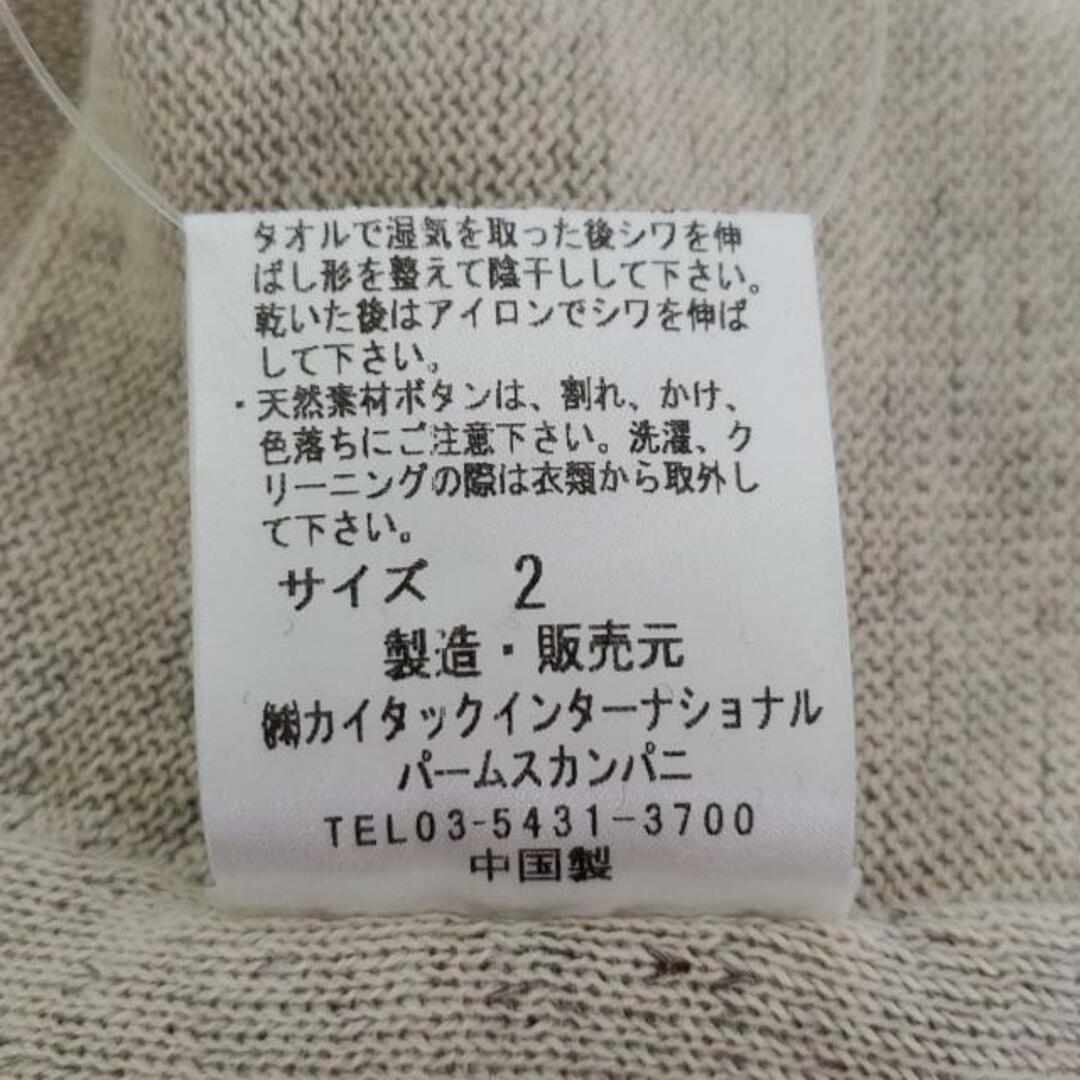 タオルで湿気を取った後シワを伸
ばし形を整えて陰干しして下さい。
乾いた後はアイロンでシワを伸ば
して下さい。
・天然素材ボタンは、割れ、かけ、
色落ちにご注意下さい。洗濯、ク
リーニングの際は衣類から取外し
て下さい。
サイズ 2
製造・販売元
㈱カイタックインターナショナル
パームスカンパニ
TEL03-5431-3700
中国製